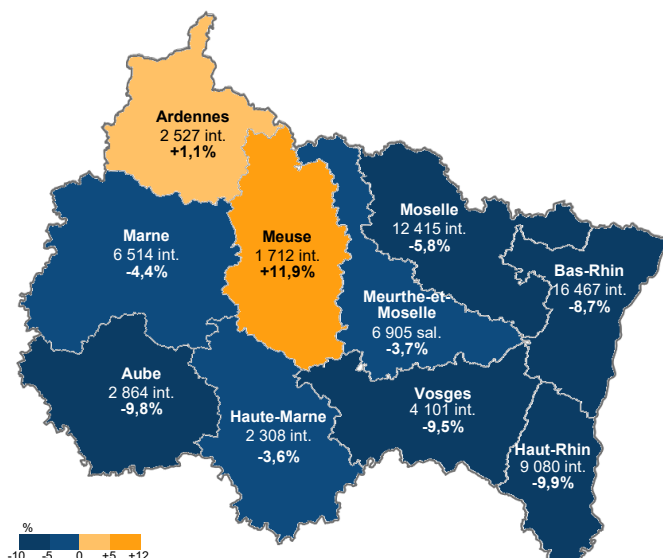 Ardennes
2 527 int.
+1,1%
Marne
6 514 int.
-4,4%
Meuse
1 712 int.
+11,9%
Moselle
12 415 int.
-5,8%
Bas-Rhin
16 467 int.
-8,7%
Meurthe-et-
Moselle
6 905 sal.
-3,7%
Aube
2 864 int.
-9,8%
Haute-Marne
2 308 int.
-3,6%
Vosges
4 101 int.
-9,5%
Haut-Rhin
9 080 int.
-9,9%
%
-10 -5 0 +5 +12